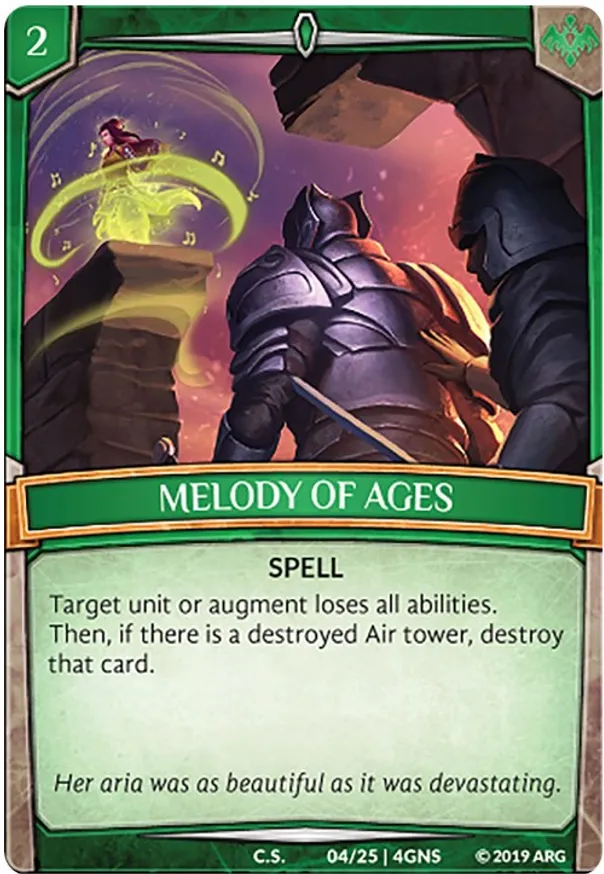 2
MELODY OF AGES
SPELL
Target unit or augment loses all abilities.
Then, if there is a destroyed Air tower, destroy
that card.
Her aria was as beautiful as it was devastating.
C.S. 04/25 | 4GNS © 2019 ARG